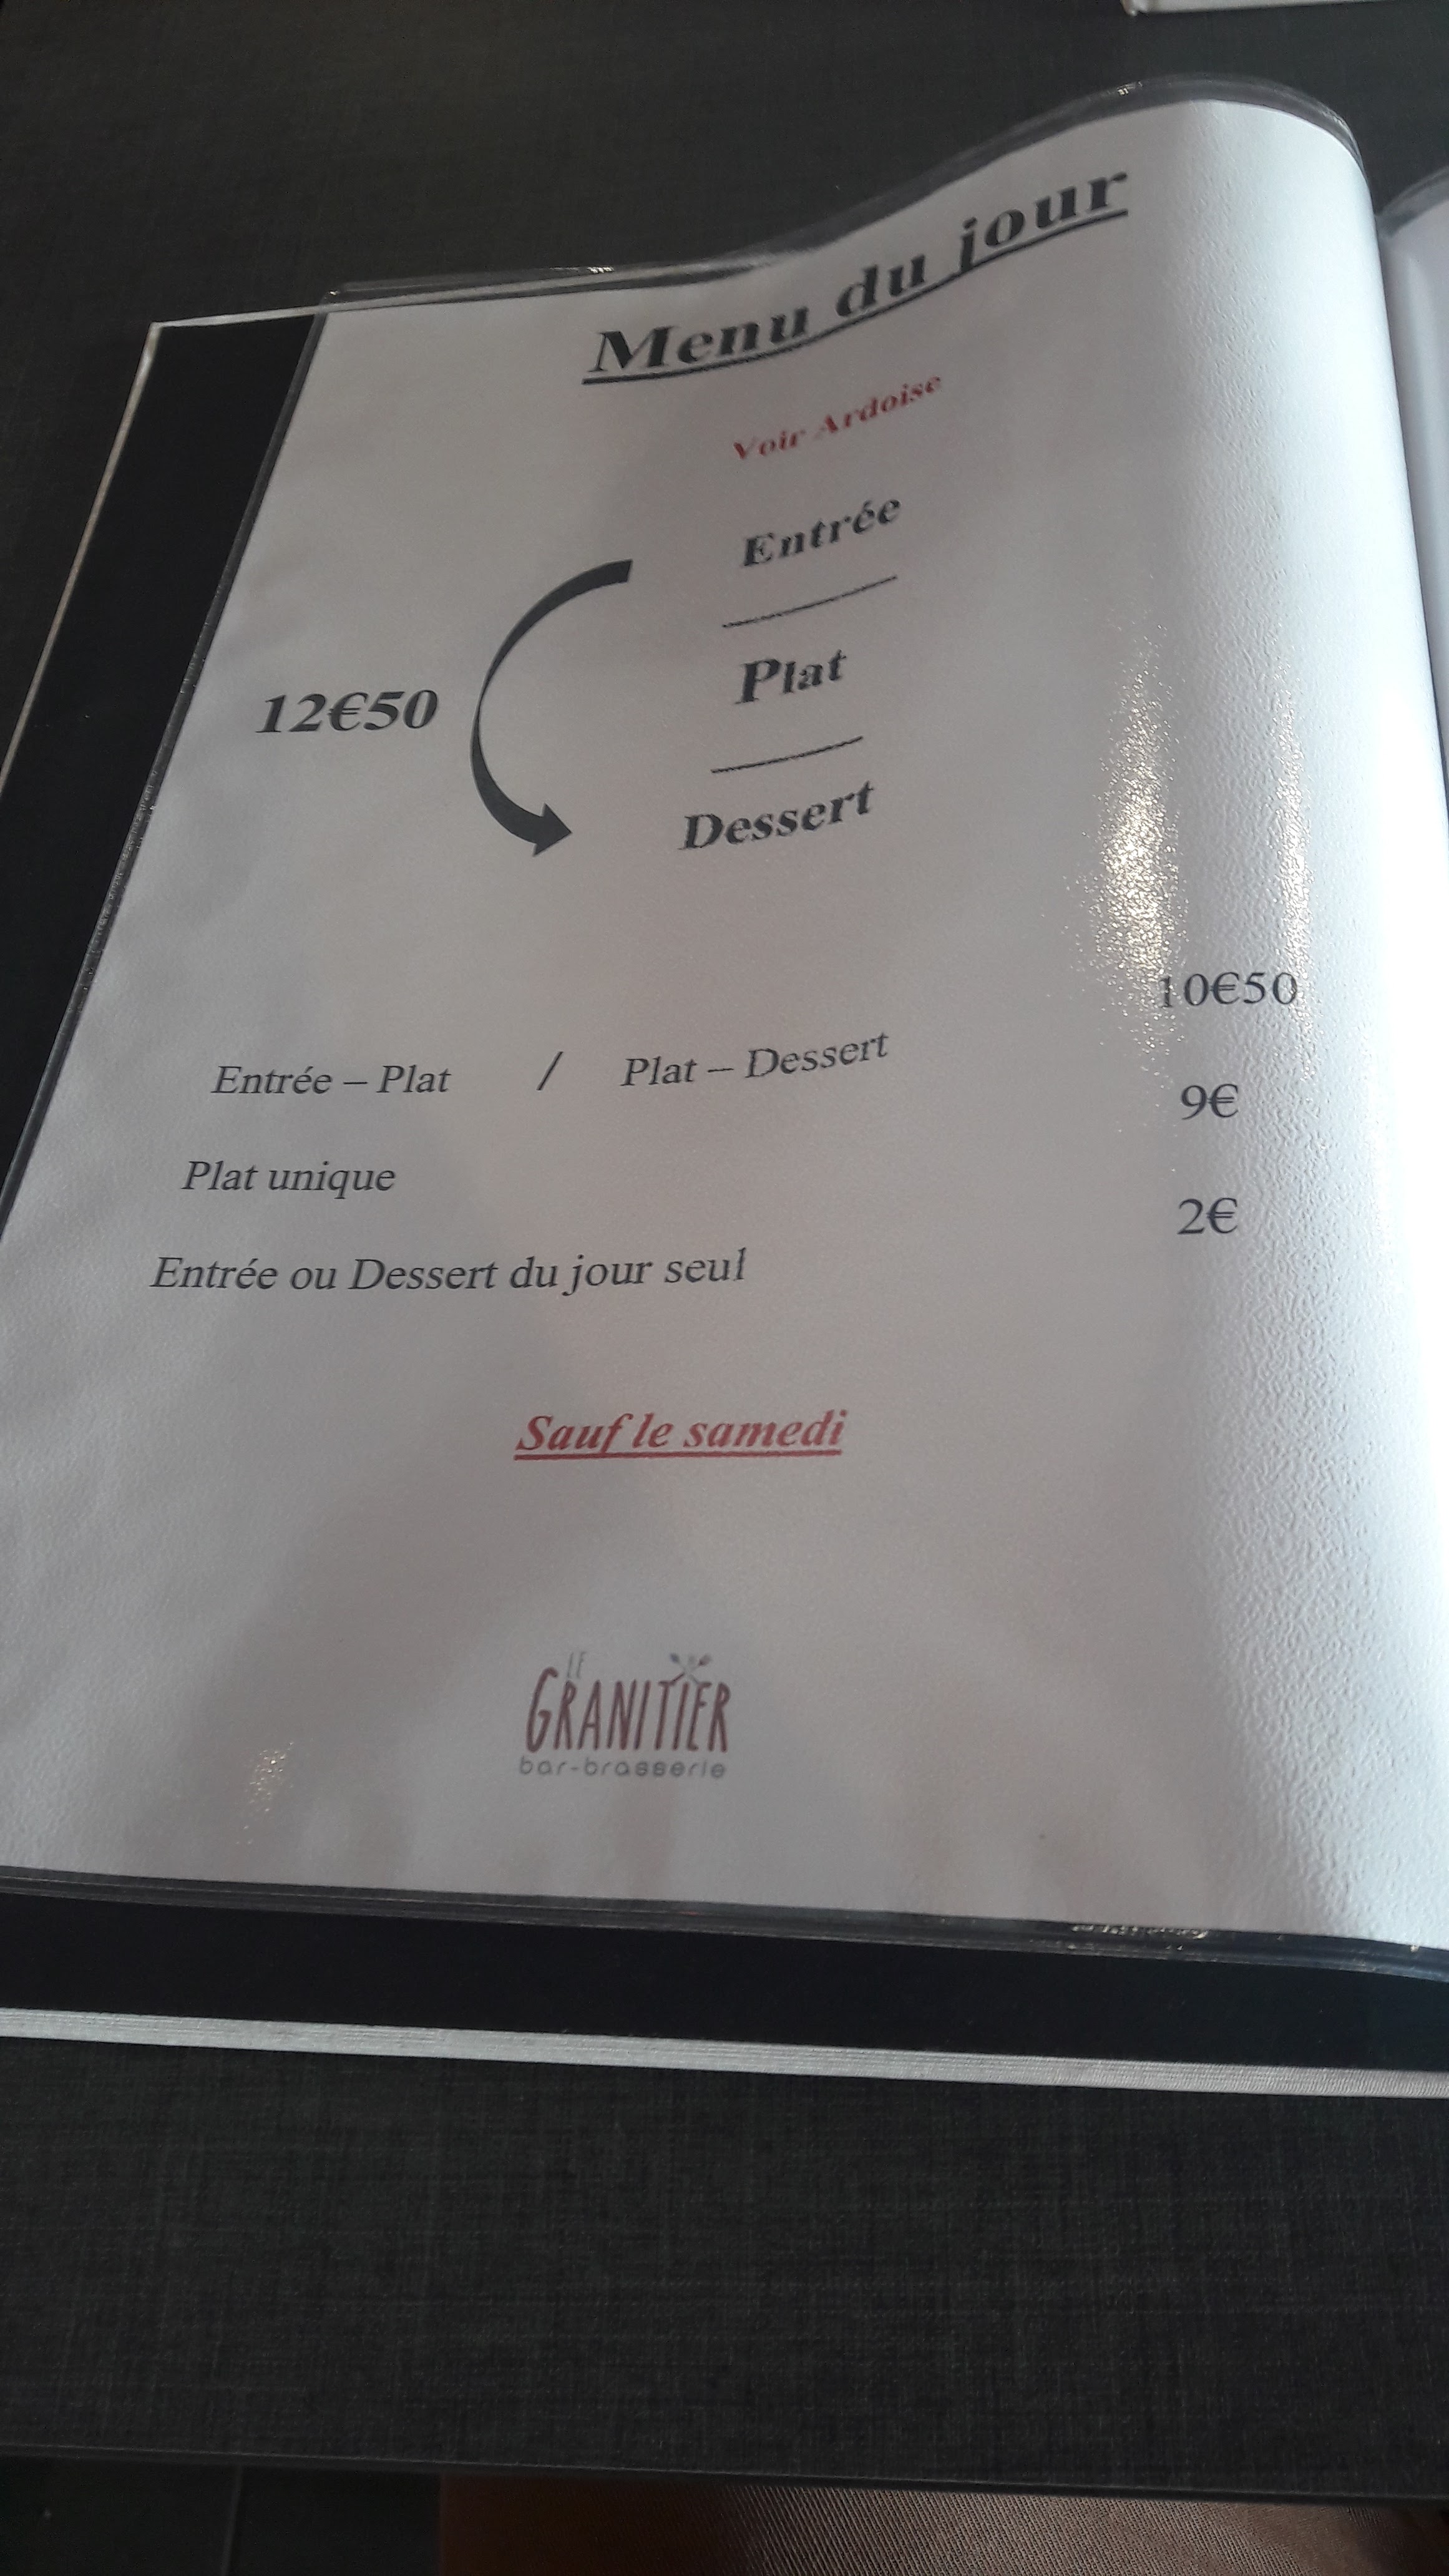 Menu du jour
Voir Ardoise
Entrée
Plat
12€50
Dessert
Entrée – Plat / Plat – Dessert 10€50
Plat unique 9€
Entrée ou Dessert du jour seul 2€
Sauf le samedi
LE
GRANITIER
bar-brasserie